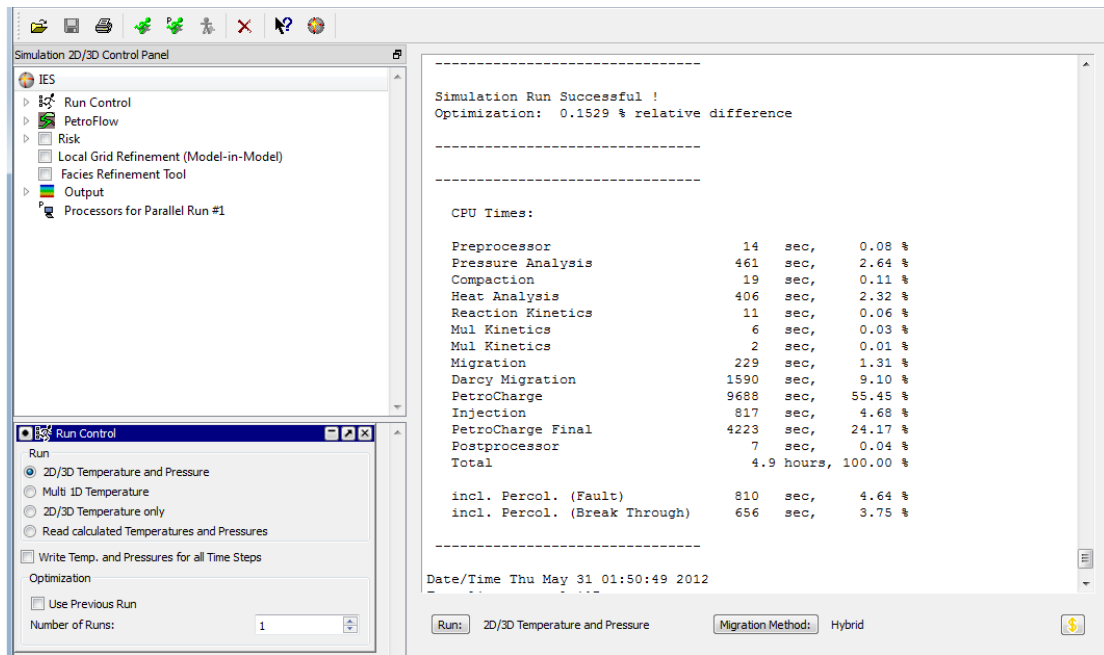 Simulation 2D/3D Control Panel
IES
Run Control
PetroFlow
Risk
Local Grid Refinement (Model-in-Model)
Facies Refinement Tool
Output
Processors for Parallel Run #1
Run Control
Run
2D/3D Temperature and Pressure
Multi 1D Temperature
2D/3D Temperature only
Read calculated Temperatures and Pressures
Write Temp. and Pressures for all Time Steps
Optimization
Use Previous Run
Number of Runs: 1
--------------------------------
Simulation Run Successful !
Optimization: 0.1529 % relative difference
--------------------------------
--------------------------------
CPU Times:
Preprocessor 14 sec, 0.08 %
Pressure Analysis 461 sec, 2.64 %
Compaction 19 sec, 0.11 %
Heat Analysis 406 sec, 2.32 %
Reaction Kinetics 11 sec, 0.06 %
Mul Kinetics 6 sec, 0.03 %
Mul Kinetics 2 sec, 0.01 %
Migration 229 sec, 1.31 %
Darcy Migration 1590 sec, 9.10 %
PetroCharge 9688 sec, 55.45 %
Injection 817 sec, 4.68 %
PetroCharge Final 4223 sec, 24.17 %
Postprocessor 7 sec, 0.04 %
Total 4.9 hours, 100.00 %
incl. Percol. (Fault) 810 sec, 4.64 %
incl. Percol. (Break Through) 656 sec, 3.75 %
--------------------------------
Date/Time Thu May 31 01:50:49 2012
Run: 2D/3D Temperature and Pressure Migration Method: Hybrid